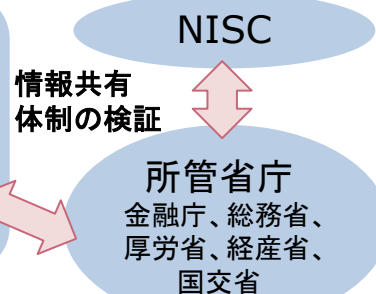 NISC
情報共有
体制の検証
所管省庁
金融庁、総務省、
厚労省、経産省、
国交省